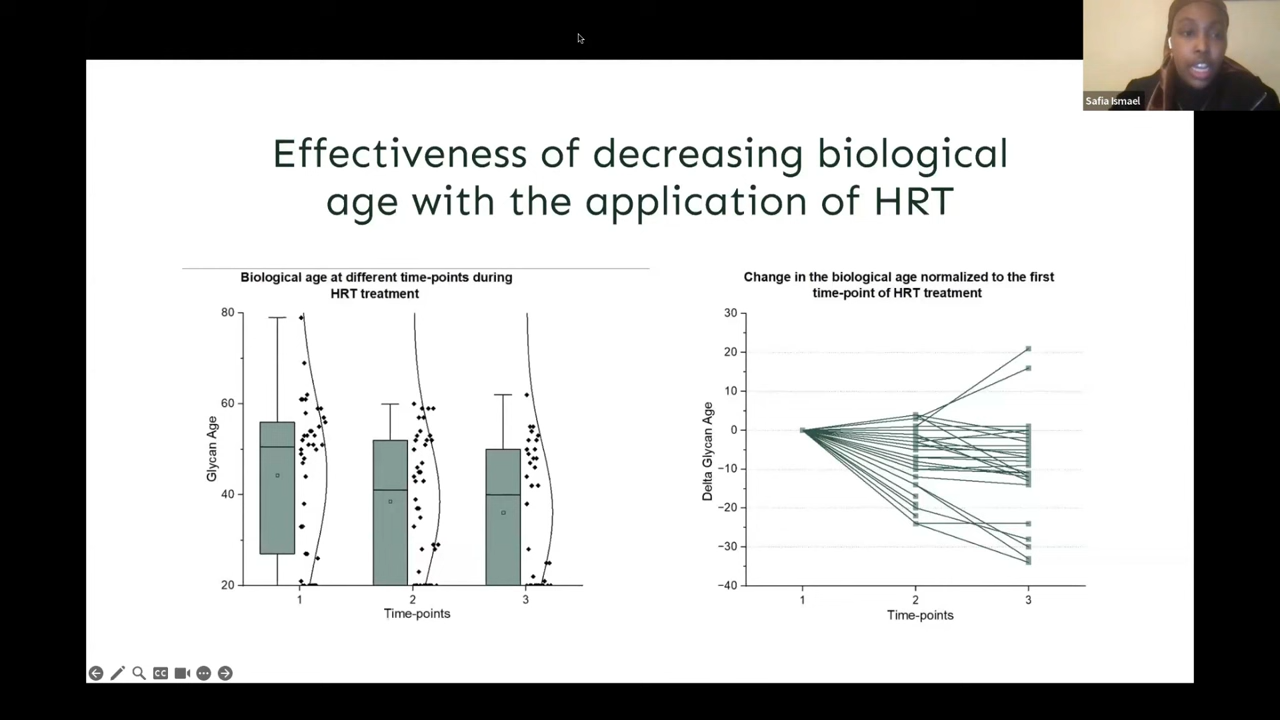 Safia Ismael
Effectiveness of decreasing biological
age with the application of HRT
Biological age at different time-points during
HRT treatment
80
60
40
20
Glycan Age
1
2
3
Time-points
Change in the biological age normalized to the first
time-point of HRT treatment
30
20
10
0
−10
−20
−30
−40
Delta Glycan Age
1
2
3
Time-points
CC